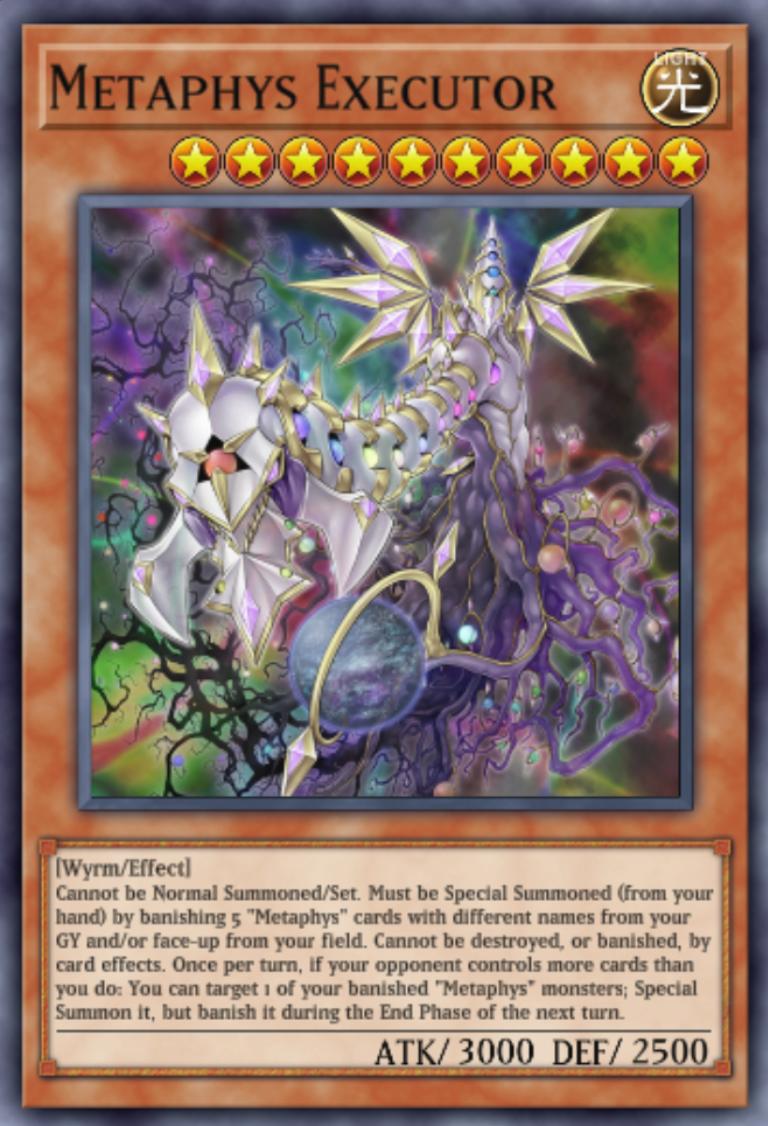 METAPHYS EXECUTOR
LIGHT
光
[Wyrm/Effect]
Cannot be Normal Summoned/Set. Must be Special Summoned (from your
hand) by banishing 5 "Metaphys" cards with different names from your
GY and/or face-up from your field. Cannot be destroyed, or banished, by
card effects. Once per turn, if your opponent controls more cards than
you do: You can target 1 of your banished "Metaphys" monsters; Special
Summon it, but banish it during the End Phase of the next turn.
ATK/ 3000 DEF/ 2500